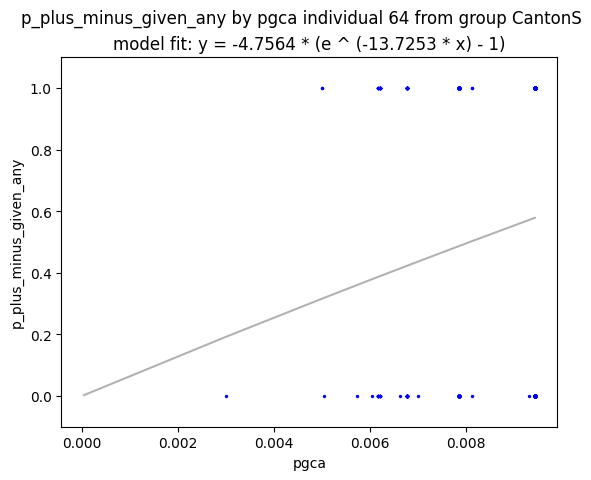 p_plus_minus_given_any by pgca individual 64 from group CantonS
model fit: y = -4.7564 * (e ^ (-13.7253 * x) - 1)
1.0
0.8
0.6
0.4
0.2
0.0
p_plus_minus_given_any
0.000 0.002 0.004 0.006 0.008
pgca